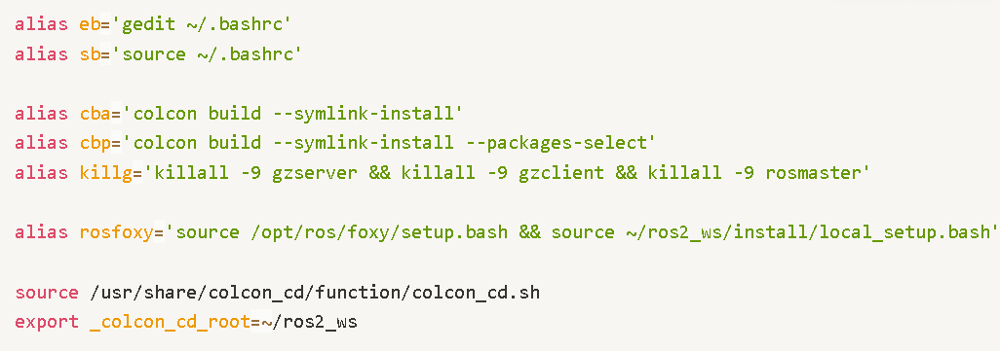 alias eb='gedit ~/.bashrc'
alias sb='source ~/.bashrc'
alias cba='colcon build --symlink-install'
alias cbp='colcon build --symlink-install --packages-select'
alias killg='killall -9 gzserver && killall -9 gzclient && killall -9 rosmaster'
alias rosfoxy='source /opt/ros/foxy/setup.bash && source ~/ros2_ws/install/local_setup.bash'
source /usr/share/colcon_cd/function/colcon_cd.sh
export _colcon_cd_root=~/ros2_ws